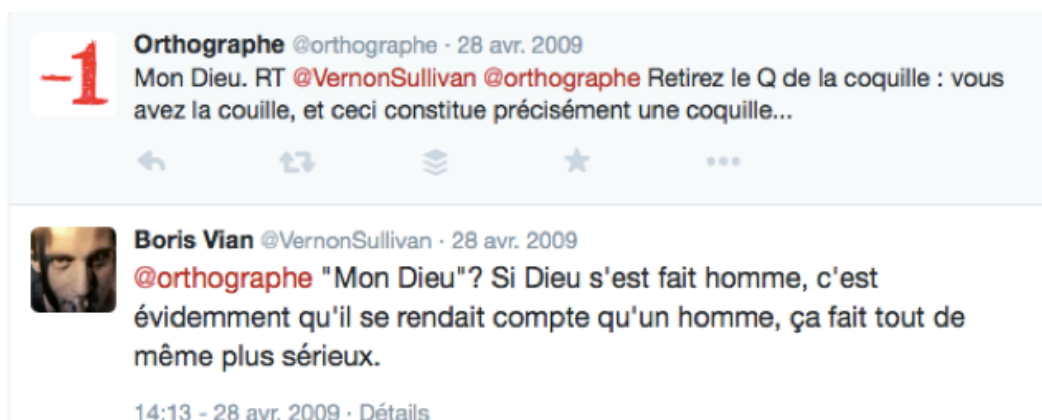 -1
Orthographe @orthographe · 28 avr. 2009
Mon Dieu. RT @VernonSullivan @orthographe Retirez le Q de la coquille : vous
avez la couille, et ceci constitue précisément une coquille...
Boris Vian @VernonSullivan · 28 avr. 2009
@orthographe "Mon Dieu"? Si Dieu s'est fait homme, c'est
évidemment qu'il se rendait compte qu'un homme, ça fait tout de
même plus sérieux.
14:13 - 28 avr. 2009 · Détails